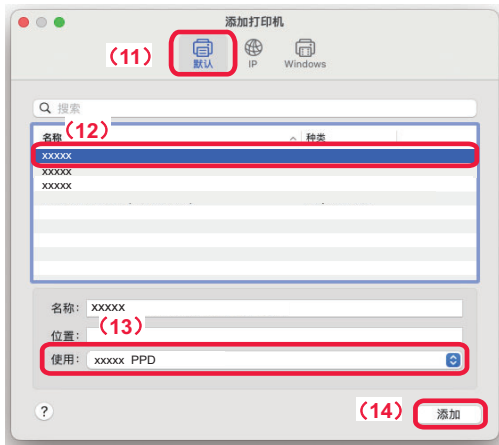 添加打印机
(11)
默认 IP Windows
搜索
名称 (12) 种类
xxxxx
xxxxx
xxxxx
名称: xxxxx
(13)
位置:
使用: xxxxx PPD
? (14) 添加